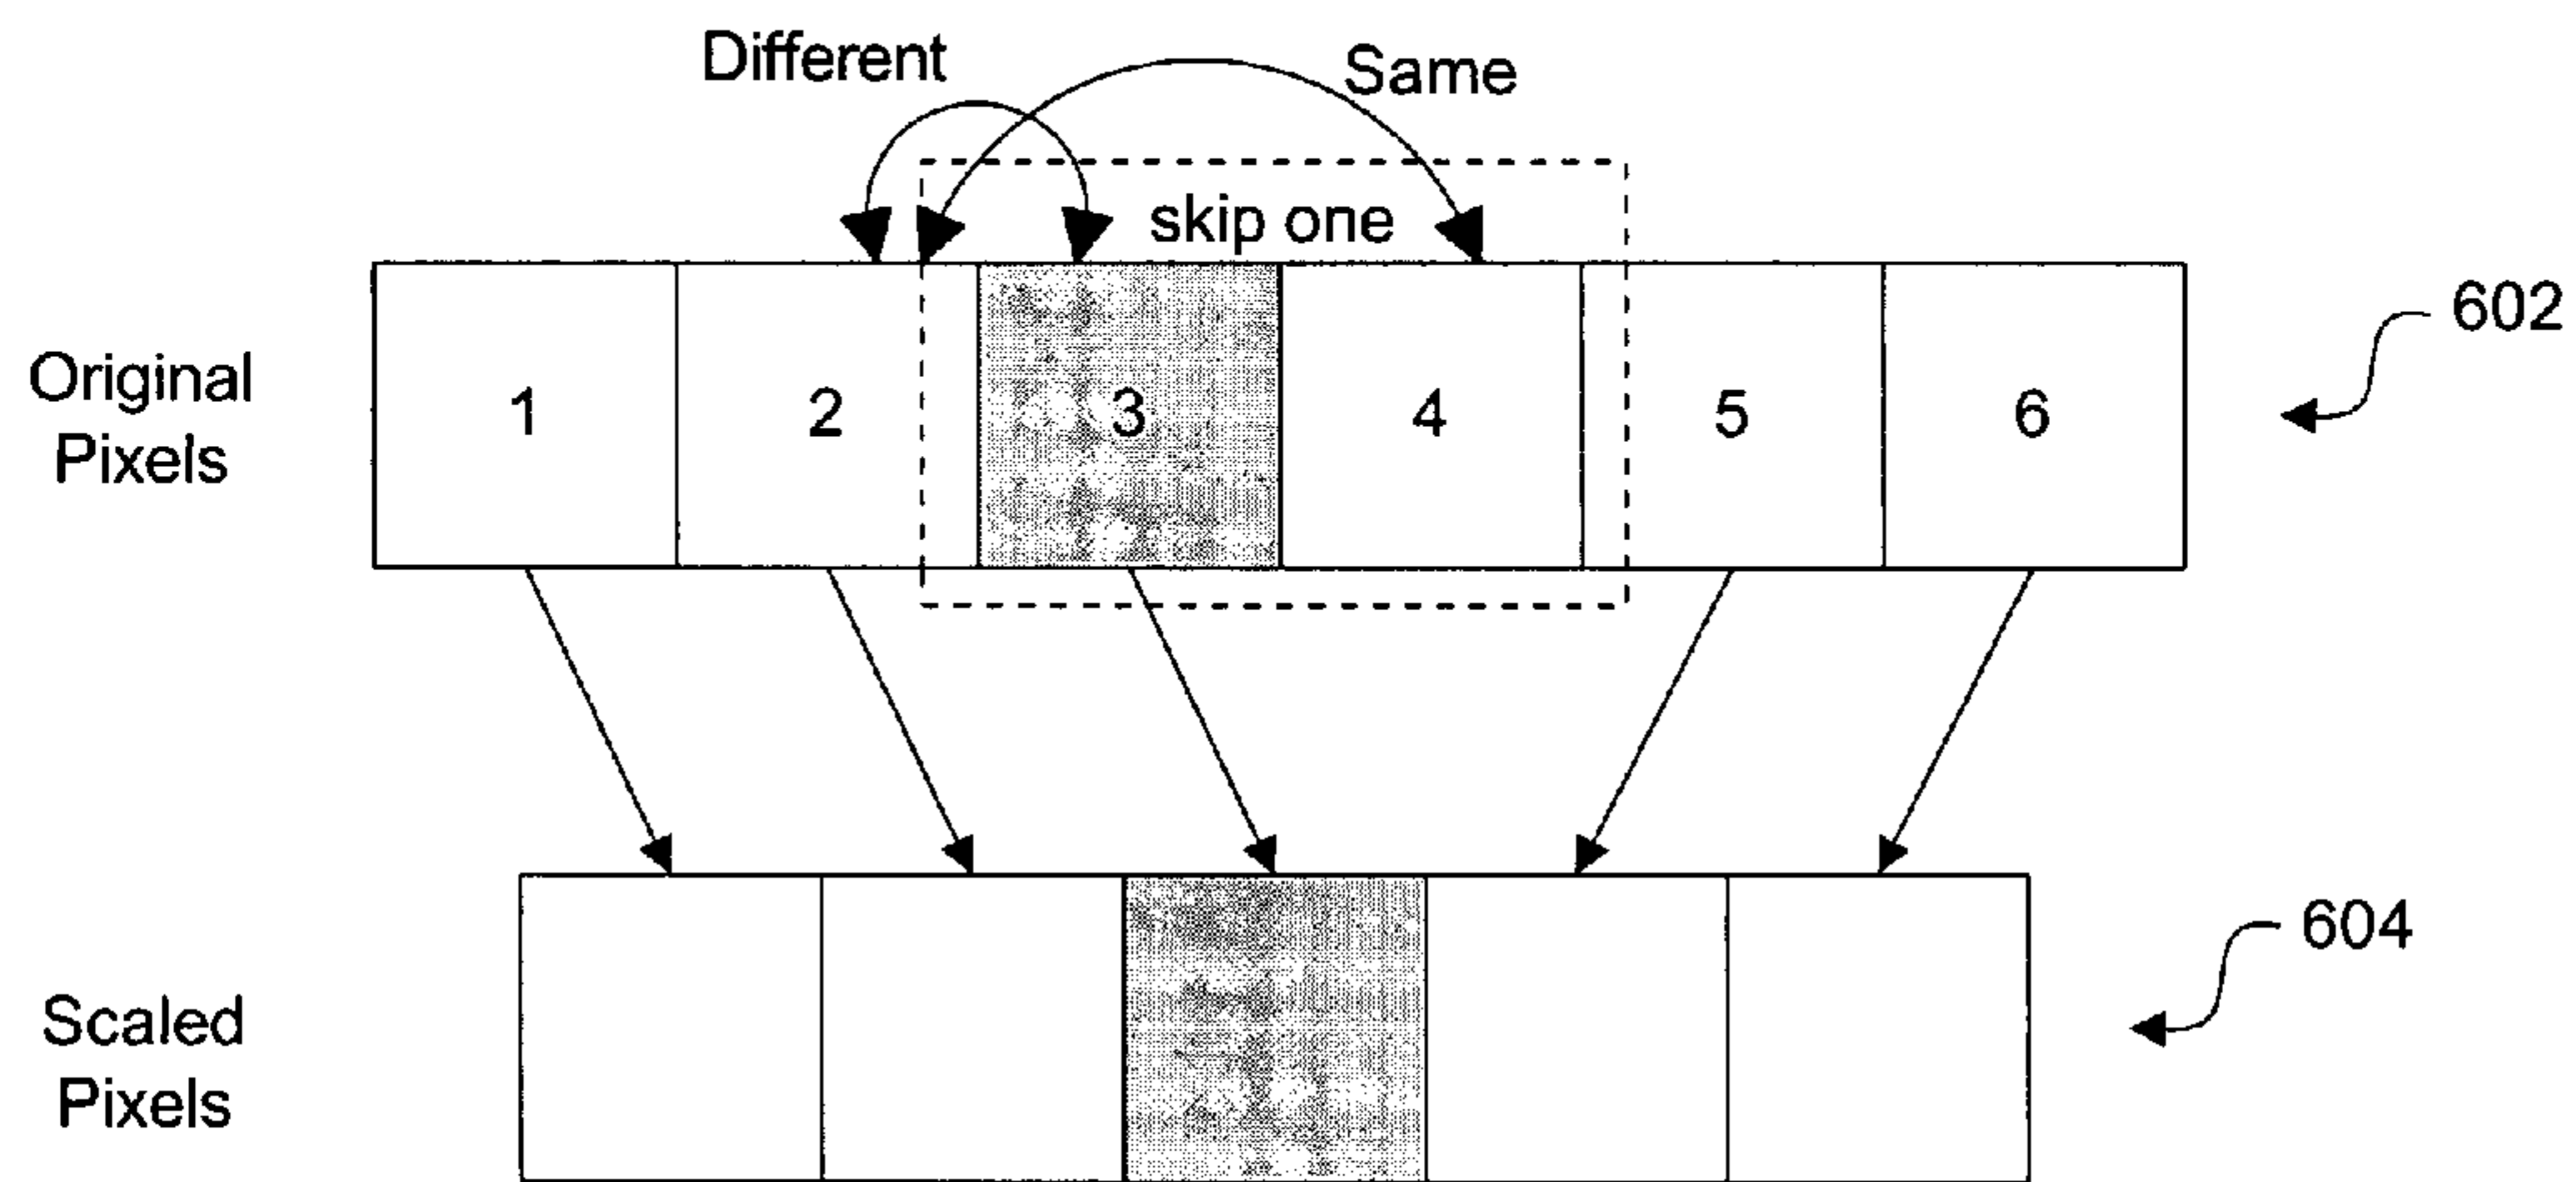 Different
Same
skip one
602
Original
Pixels
1 2 3 4 5 6
604
Scaled
Pixels